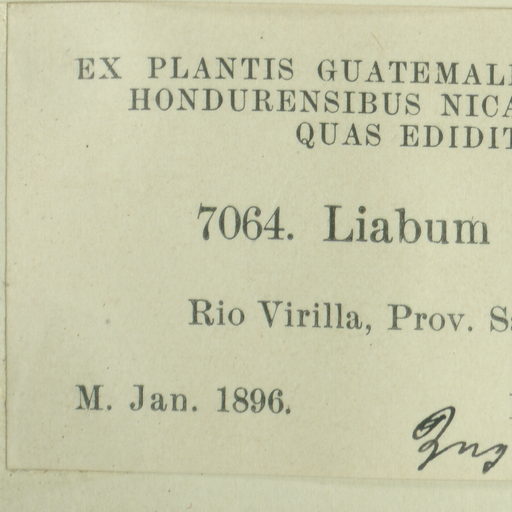 EX PLANTIS GUATEMAL
HONDURENSIBUS NICA
QUAS EDIDIT
7064. Liabum
Rio Virilla, Prov. S
M. Jan. 1896.